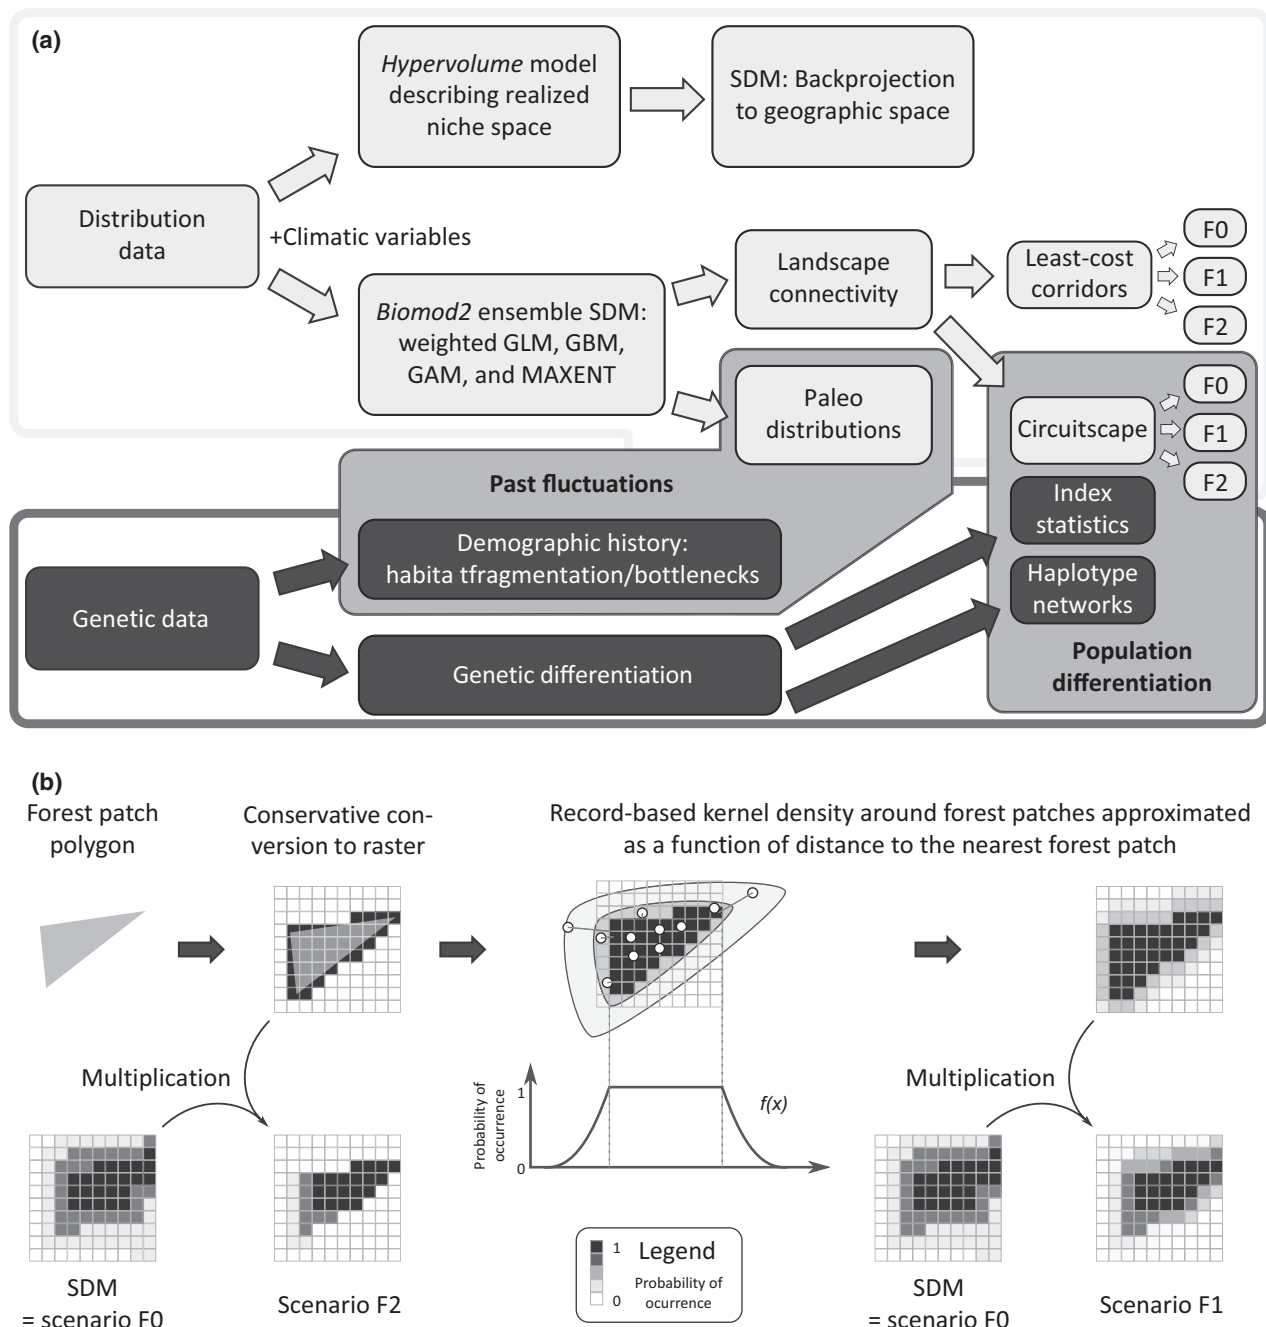 (a)
Hypervolume model
describing realized
niche space
SDM: Backprojection
to geographic space
Distribution
data
+Climatic variables
Biomod2 ensemble SDM:
weighted GLM, GBM,
GAM, and MAXENT
Landscape
connectivity
Least-cost
corridors
F0
F1
F2
Paleo
distributions
Circuitscape
F0
F1
F2
Past fluctuations
Demographic history:
habita tfragmentation/bottlenecks
Index
statistics
Haplotype
networks
Genetic data
Genetic differentiation
Population
differentiation
(b)
Forest patch
polygon
Conservative con-
version to raster
Record-based kernel density around forest patches approximated
as a function of distance to the nearest forest patch
Multiplication
SDM
= scenario F0
Scenario F2
Probability of
ocurrence
1
0
f(x)
Legend
1
Probability of
ocurrence
0
Multiplication
SDM
= scenario F0
Scenario F1